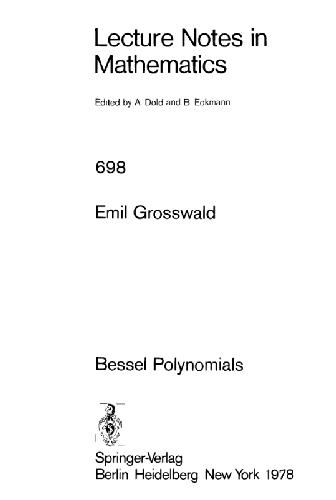 Lecture Notes in
Mathematics
Edited by A. Dold and B. Eckmann
698
Emil Grosswald
Bessel Polynomials
Springer-Verlag
Berlin Heidelberg New York 1978